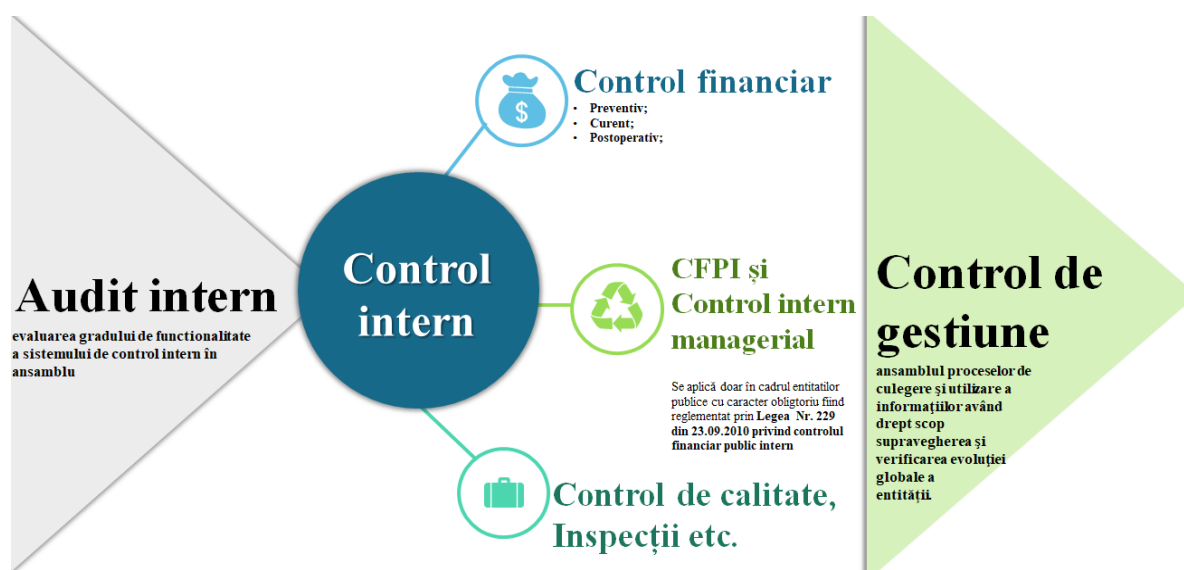 Audit intern
evaluarea gradului de functionalitate
a sistemului de control intern în
ansamblu
Control
intern
Control financiar
• Preventiv;
• Curent;
• Postoperativ;
$
CFPI și
Control intern
managerial
Se aplică doar în cadrul entitatilor
publice cu caracter obligtoriu fiind
reglementat prin Legea Nr. 229
din 23.09.2010 privind controlul
financiar public intern
Control de calitate,
Inspecții etc.
Control de
gestiune
ansamblul proceselor de
culegere și utilizare a
informațiilor având
drept scop
supravegherea și
verificarea evoluției
globale a
entității.